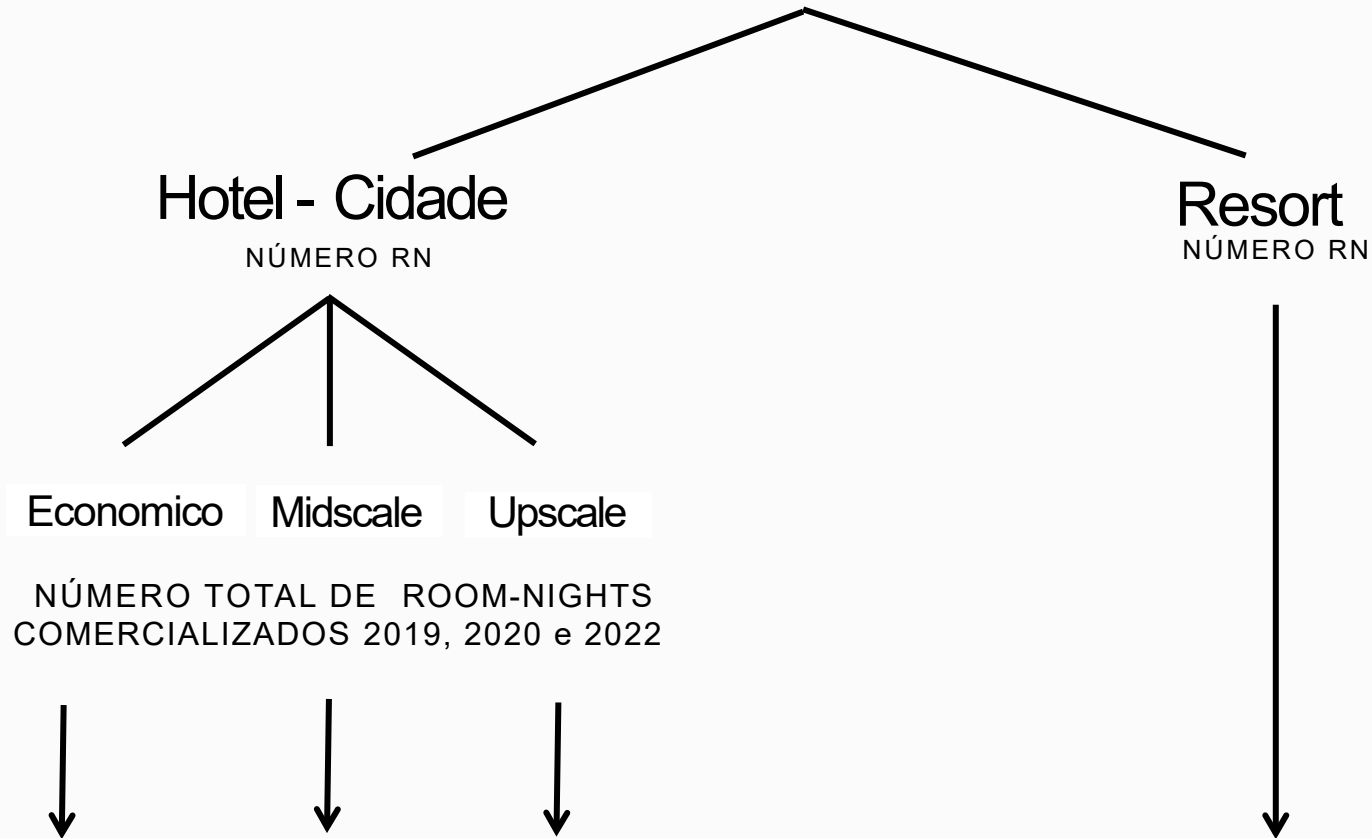 Hotel - Cidade
NÚMERO RN
Resort
NÚMERO RN
Economico
Midscale
Upscale
NÚMERO TOTAL DE ROOM-NIGHTS
COMERCIALIZADOS 2019, 2020 e 2022